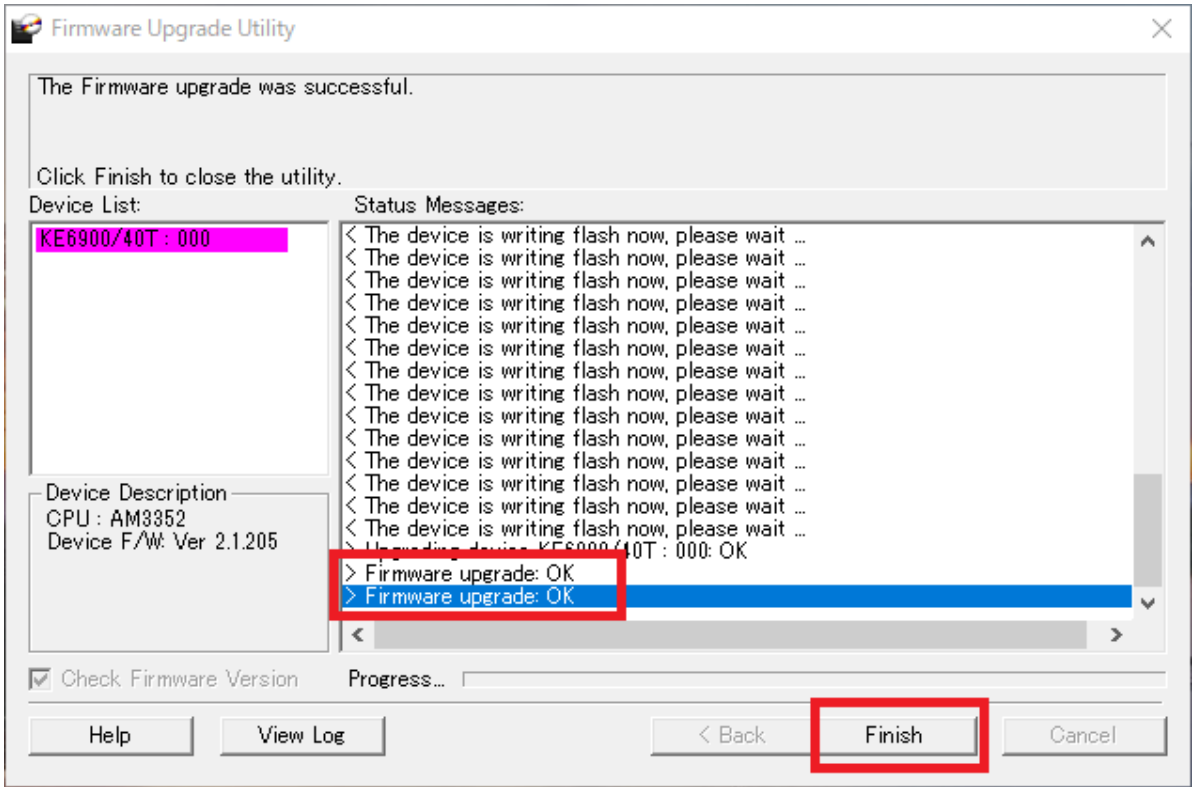 Firmware Upgrade Utility
The Firmware upgrade was successful.
Click Finish to close the utility.
Device List:
Status Messages:
KE6900/40T : 000
< The device is writing flash now, please wait ...
< The device is writing flash now, please wait ...
< The device is writing flash now, please wait ...
< The device is writing flash now, please wait ...
< The device is writing flash now, please wait ...
< The device is writing flash now, please wait ...
< The device is writing flash now, please wait ...
< The device is writing flash now, please wait ...
< The device is writing flash now, please wait ...
< The device is writing flash now, please wait ...
< The device is writing flash now, please wait ...
< The device is writing flash now, please wait ...
< The device is writing flash now, please wait ...
< The device is writing flash now, please wait ...
> Upgrading device KE6900/40T : 000: OK
> Firmware upgrade: OK
> Firmware upgrade: OK
Device Description
CPU : AM3352
Device F/W: Ver 2.1.205
Check Firmware Version
Progress...
Help
View Log
< Back
Finish
Cancel